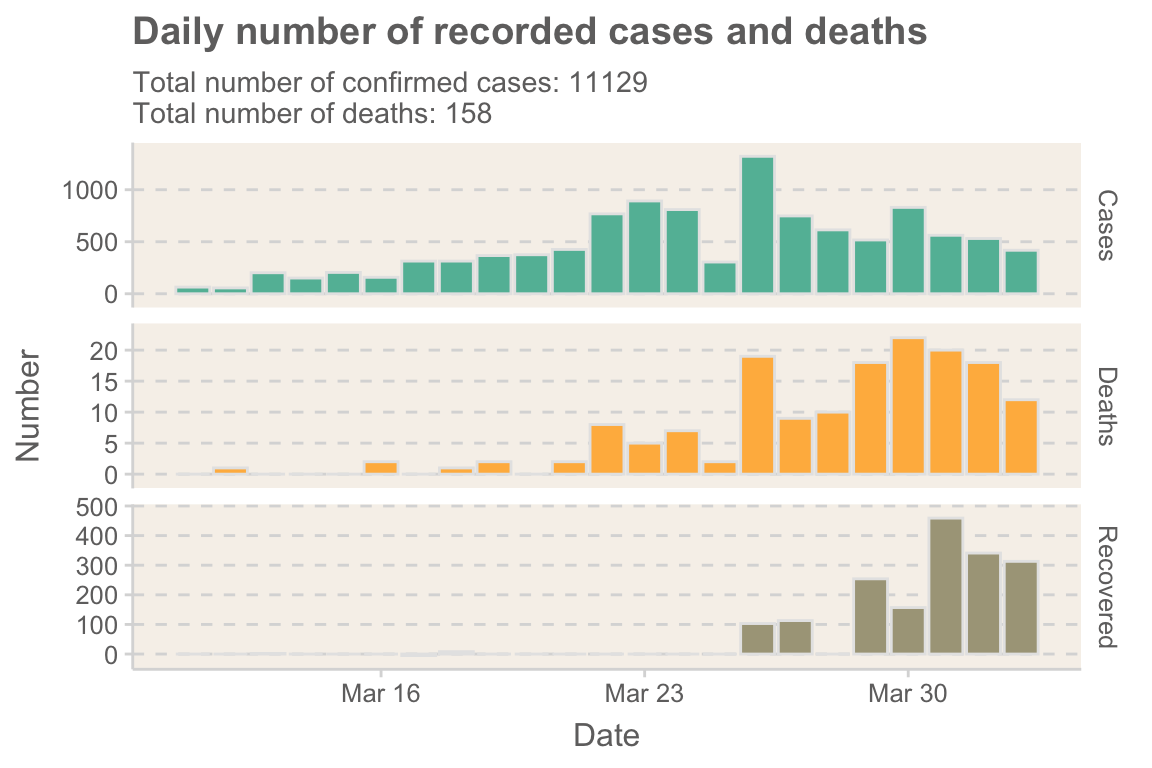 Daily number of recorded cases and deaths
Total number of confirmed cases: 11129
Total number of deaths: 158
1000
500
0
Cases
20
15
10
5
0
Deaths
500
400
300
200
100
0
Recovered
Number
Mar 16 Mar 23 Mar 30
Date